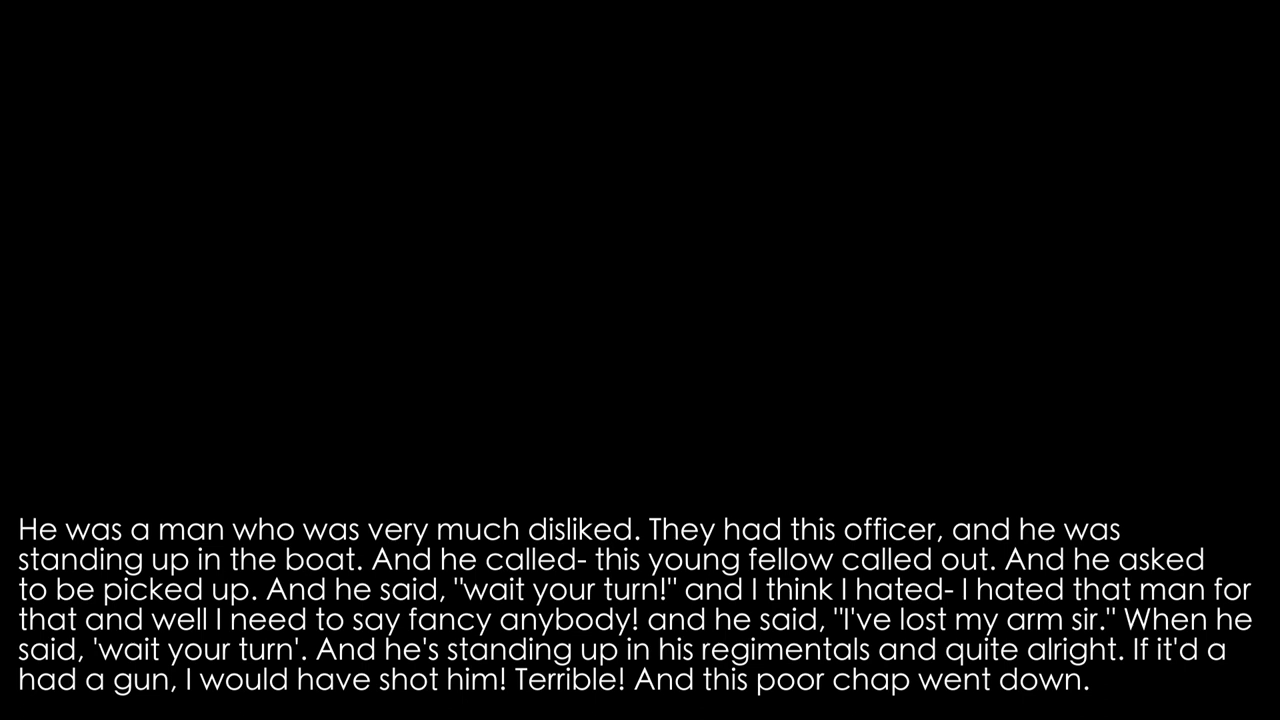 He was a man who was very much disliked. They had this officer, and he was
standing up in the boat. And he called- this young fellow called out. And he asked
to be picked up. And he said, "wait your turn!" and I think I hated- I hated that man for
that and well I need to say fancy anybody! and he said, "I've lost my arm sir." When he
said, 'wait your turn'. And he's standing up in his regimentals and quite alright. If it'd a
had a gun, I would have shot him! Terrible! And this poor chap went down.